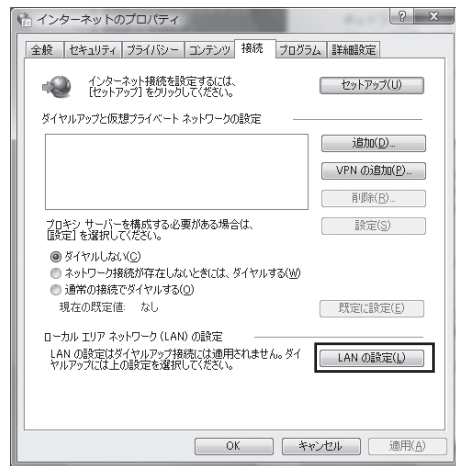 インターネットのプロパティ
全般 セキュリティ プライバシー コンテンツ 接続 プログラム 詳細設定
インターネット接続を設定するには、
[セットアップ] をクリックしてください。
セットアップ(U)
ダイヤルアップと仮想プライベート ネットワークの設定
追加(D)...
VPN の追加(P)...
削除(R)...
プロキシ サーバーを構成する必要がある場合は、
[設定] を選択してください。
設定(S)
ダイヤルしない(C)
ネットワーク接続が存在しないときには、ダイヤルする(W)
通常の接続でダイヤルする(O)
現在の既定値: なし
既定に設定(E)
ローカル エリア ネットワーク (LAN) の設定
LAN の設定はダイヤルアップ接続には適用されません。ダイ
ヤルアップには上の設定を選択してください。
LAN の設定(L)
OK キャンセル 適用(A)